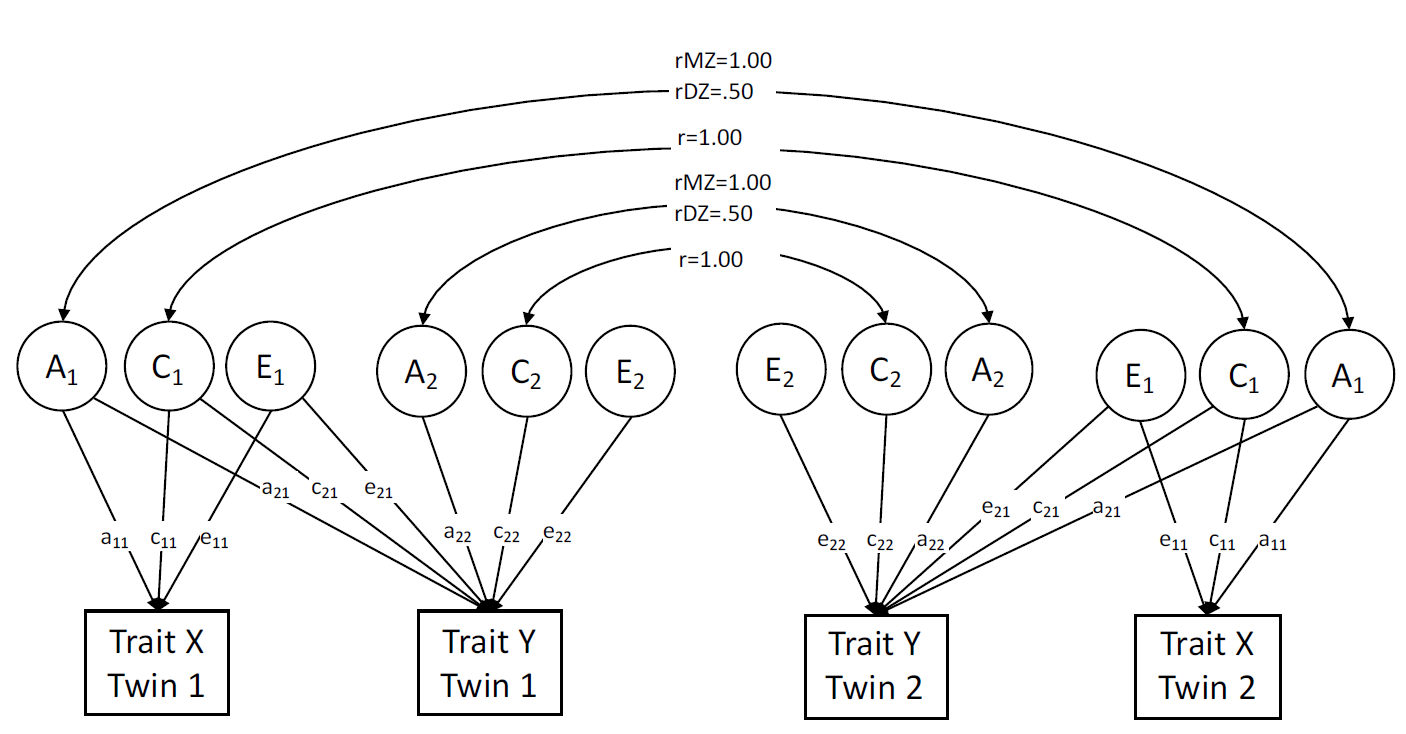 rMZ=1.00
rDZ=.50
r=1.00
rMZ=1.00
rDZ=.50
r=1.00
A₁ C₁ E₁ A₂ C₂ E₂ E₂ C₂ A₂ E₁ C₁ A₁
a₂₁ c₂₁ e₂₁ e₂₁ c₂₁ a₂₁
a₁₁ c₁₁ e₁₁ a₂₂ c₂₂ e₂₂ e₂₂ c₂₂ a₂₂ e₁₁ c₁₁ a₁₁
Trait X
Twin 1
Trait Y
Twin 1
Trait Y
Twin 2
Trait X
Twin 2